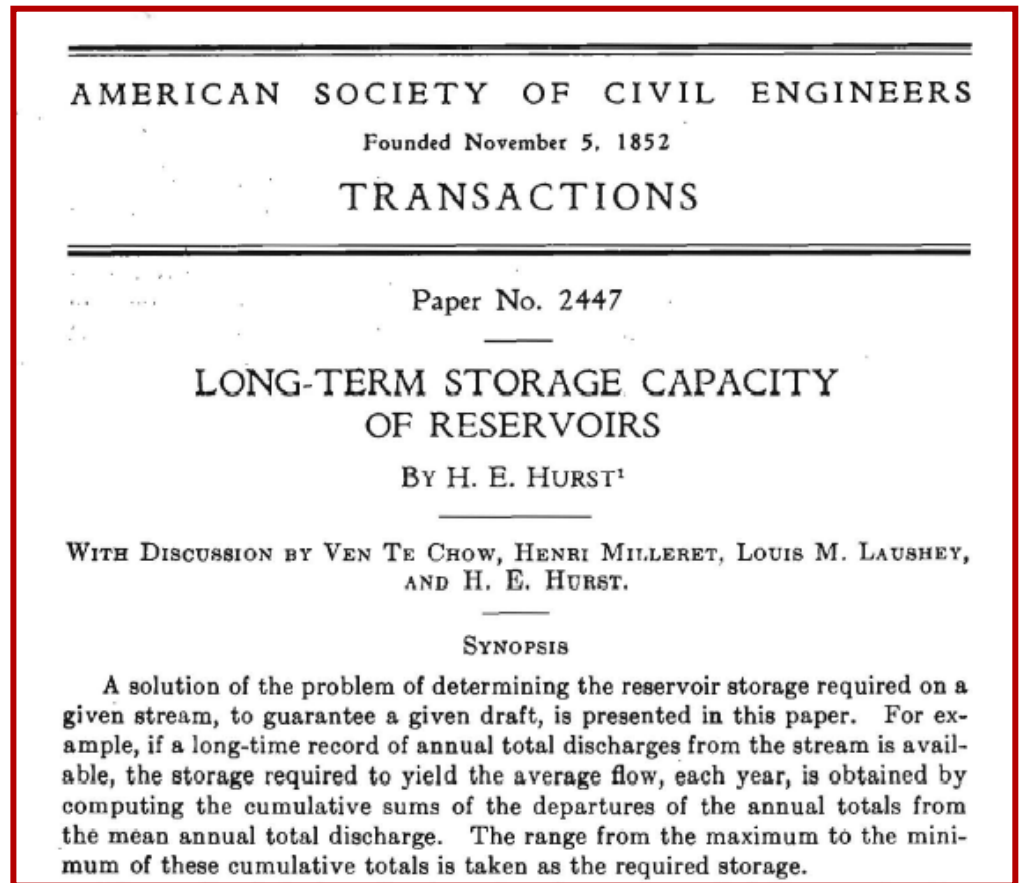 AMERICAN SOCIETY OF CIVIL ENGINEERS
Founded November 5, 1852
TRANSACTIONS
Paper No. 2447
LONG-TERM STORAGE CAPACITY
OF RESERVOIRS
BY H. E. HURST¹
WITH DISCUSSION BY VEN TE CHOW, HENRI MILLERET, LOUIS M. LAUSHEY,
AND H. E. HURST.
SYNOPSIS
A solution of the problem of determining the reservoir storage required on a
given stream, to guarantee a given draft, is presented in this paper. For ex-
ample, if a long-time record of annual total discharges from the stream is avail-
able, the storage required to yield the average flow, each year, is obtained by
computing the cumulative sums of the departures of the annual totals from
the mean annual total discharge. The range from the maximum to the mini-
mum of these cumulative totals is taken as the required storage.